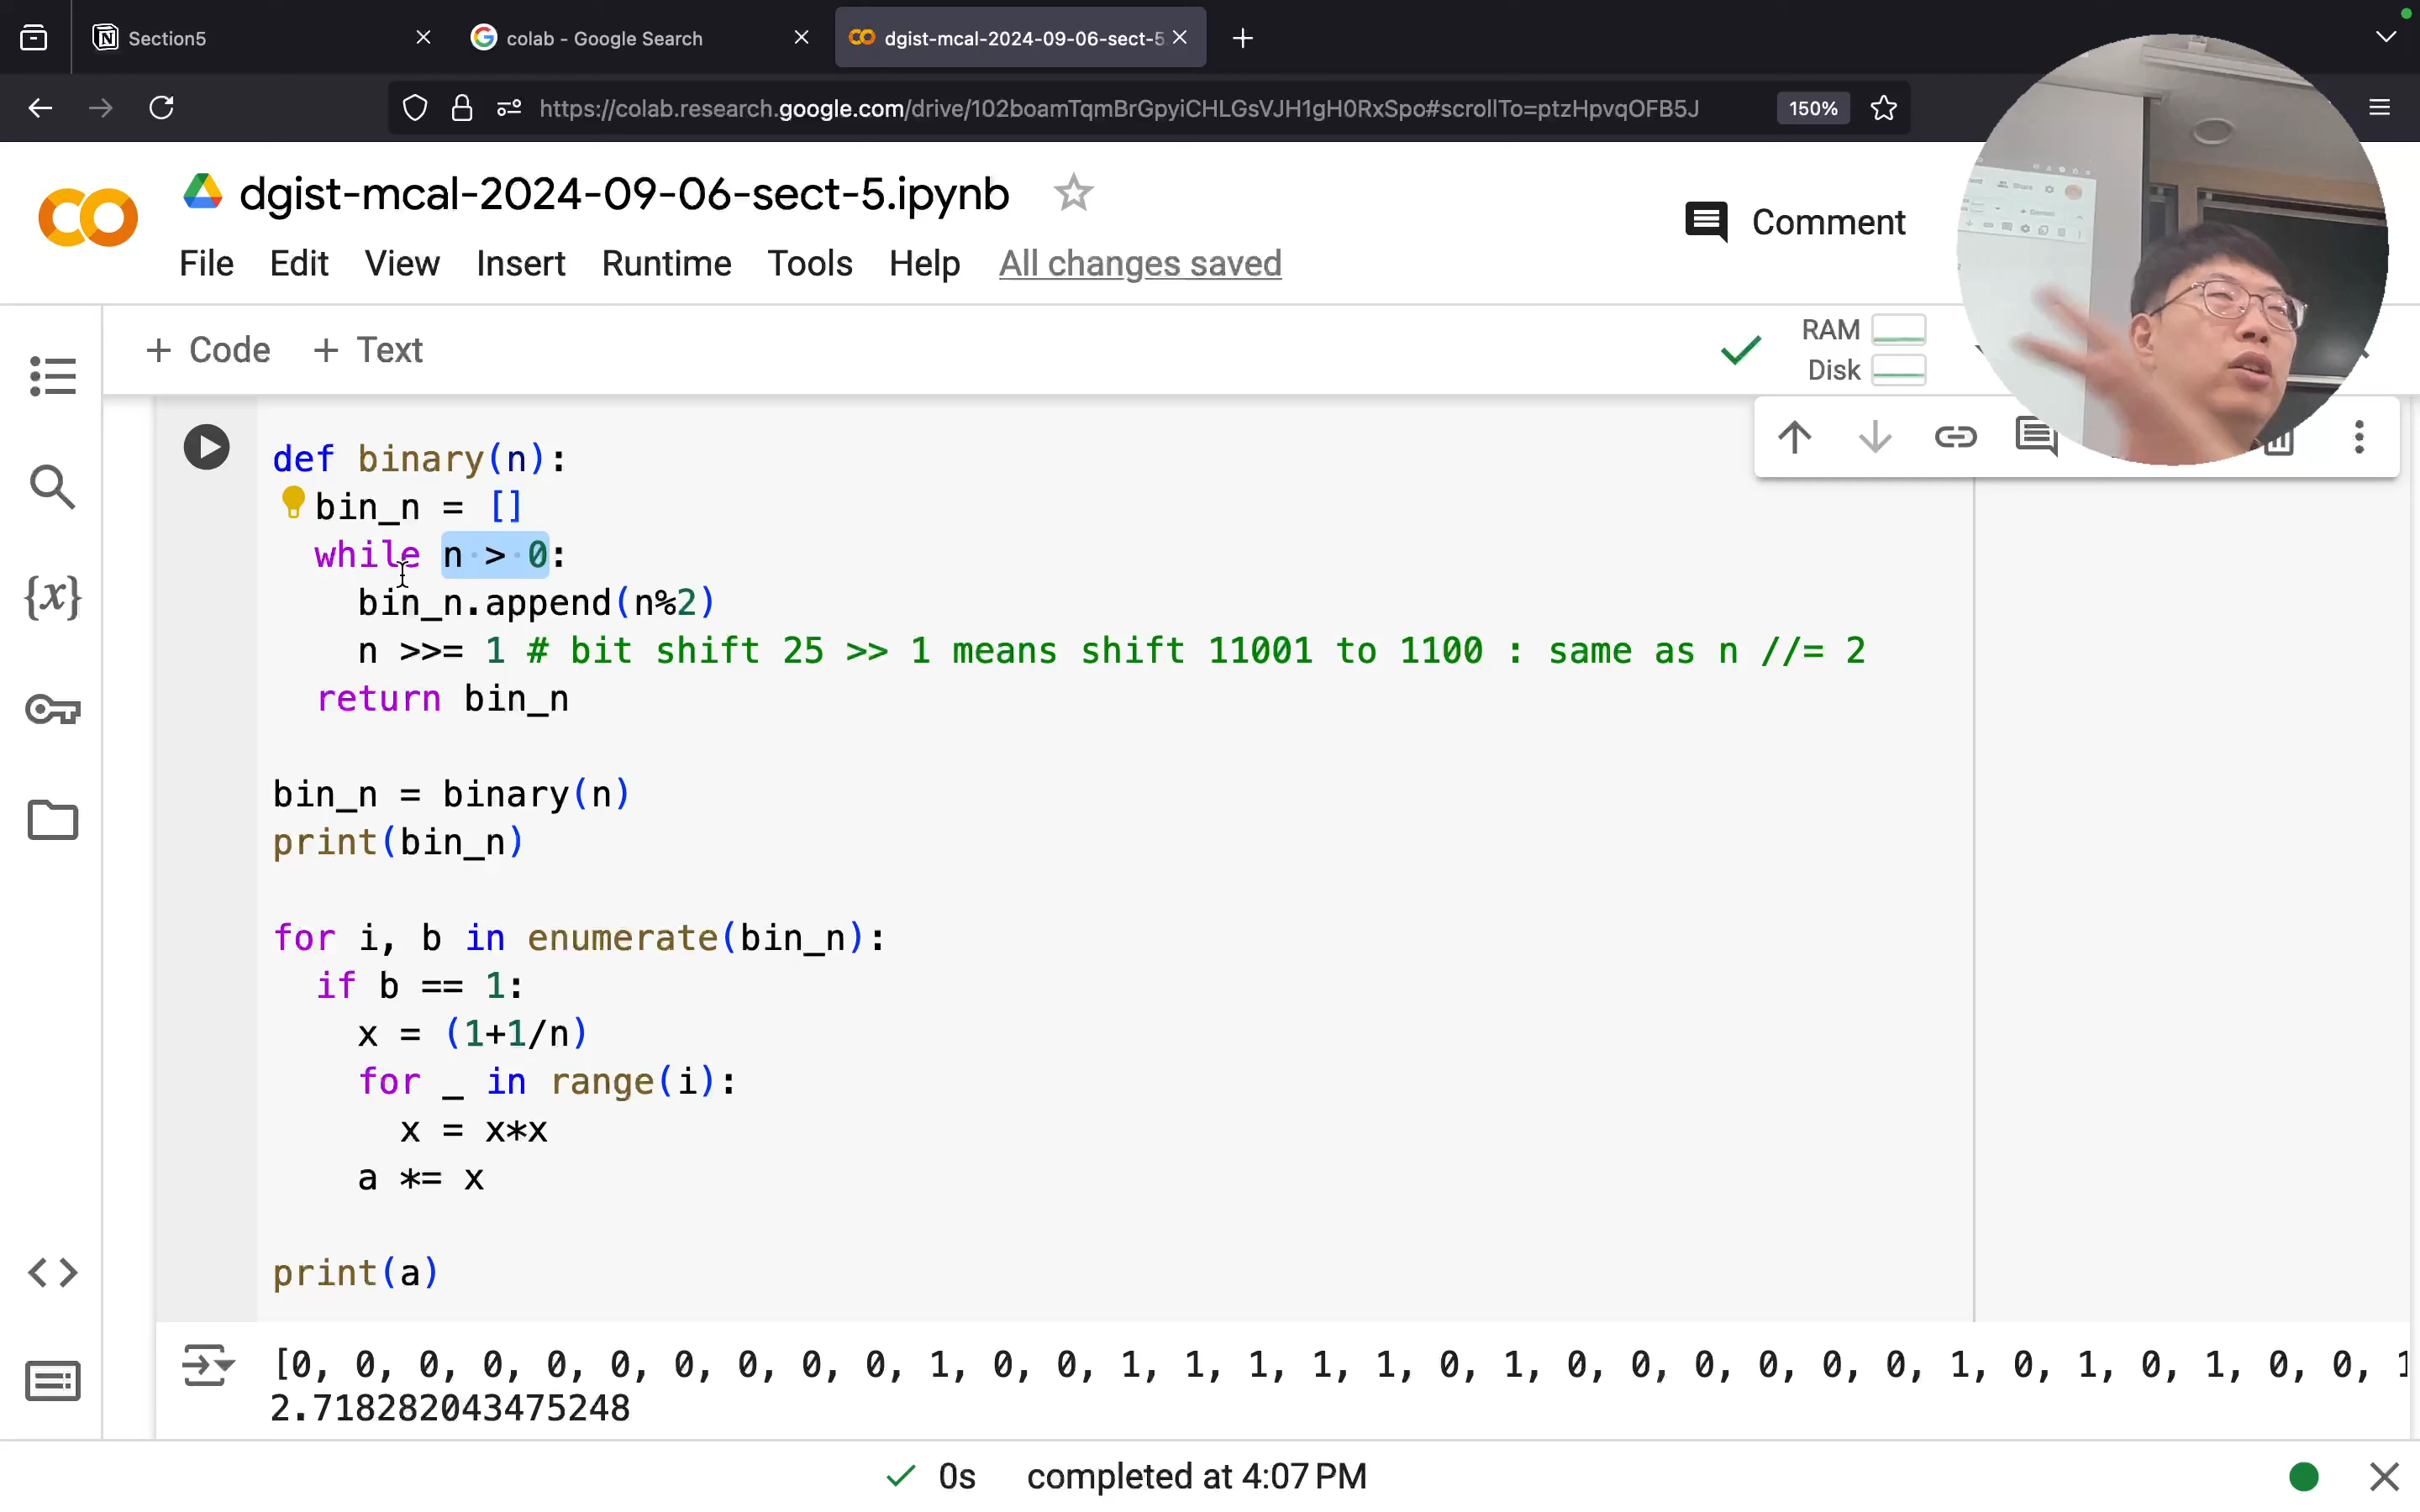 Section5
colab - Google Search
dgist-mcal-2024-09-06-sect-5
https://colab.research.google.com/drive/102boamTqmBrGpyiCHLGsVJH1gH0RxSpo#scrollTo=ptzHpvqOFB5J
150%
dgist-mcal-2024-09-06-sect-5.ipynb
Comment
File Edit View Insert Runtime Tools Help All changes saved
+ Code + Text
RAM
Disk
def binary(n):
bin_n = []
while n > 0:
bin_n.append(n%2)
n >>= 1 # bit shift 25 >> 1 means shift 11001 to 1100 : same as n //= 2
return bin_n
bin_n = binary(n)
print(bin_n)
for i, b in enumerate(bin_n):
if b == 1:
x = (1+1/n)
for _ in range(i):
x = x*x
a *= x
print(a)
[0, 0, 0, 0, 0, 0, 0, 0, 0, 0, 1, 0, 0, 1, 1, 1, 1, 1, 0, 1, 0, 0, 0, 0, 0, 0, 1, 0, 1, 0, 1, 0, 0, 1
2.718282043475248
0s completed at 4:07 PM